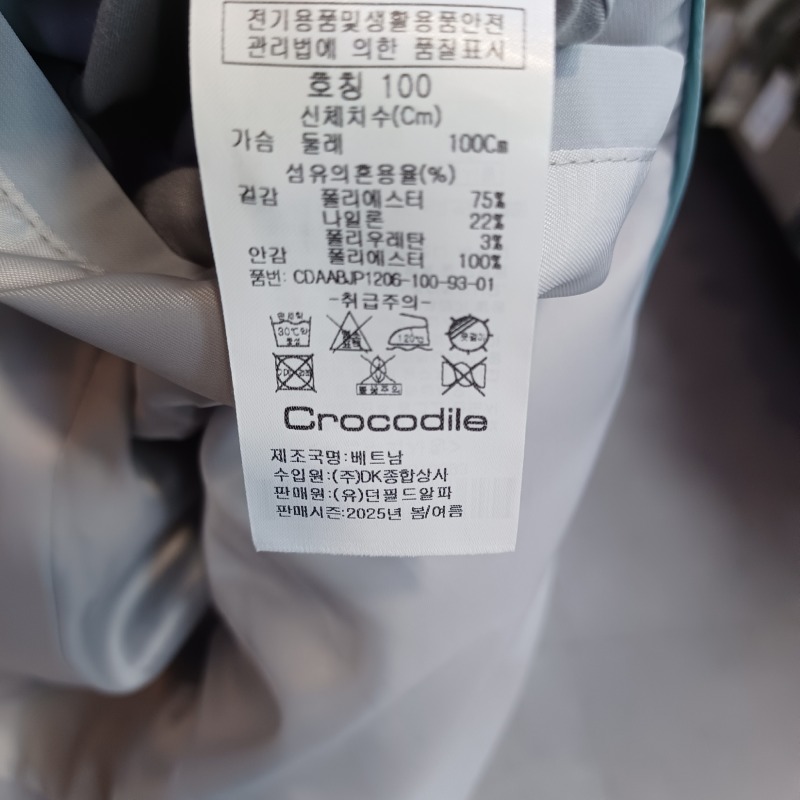 전기용품및생활용품안전
관리법에 의한 품질표시
호칭 100
신체치수(Cm)
가슴 둘레 100Cm
섬유의혼용율(%)
겉감 폴리에스터 75%
나일론 22%
폴리우레탄 3%
안감 폴리에스터 100%
품번: CDAABJP1206-100-93-01
-취급주의-
30℃
120℃
불꽃주의
Crocodile
제조국명:베트남
수입원:(주)DK종합상사
판매원:(유)던필드알파
판매시즌:2025년 봄/여름